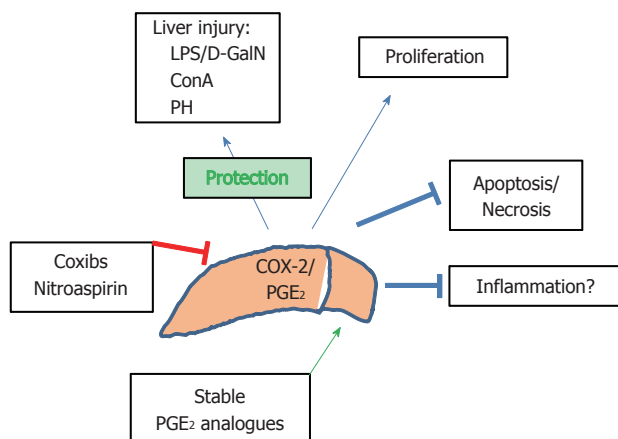 Liver injury:
LPS/D-GalN
ConA
PH
Proliferation
Protection
Apoptosis/
Necrosis
Coxibs
Nitroaspirin
COX-2/
PGE₂
Inflammation?
Stable
PGE₂ analogues